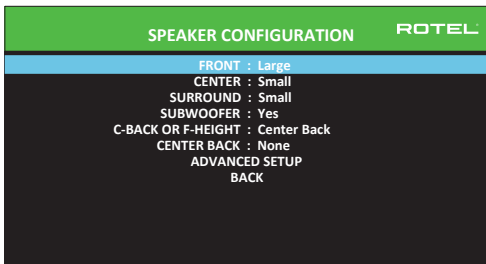 SPEAKER CONFIGURATION
ROTEL
FRONT : Large
CENTER : Small
SURROUND : Small
SUBWOOFER : Yes
C-BACK OR F-HEIGHT : Center Back
CENTER BACK : None
ADVANCED SETUP
BACK